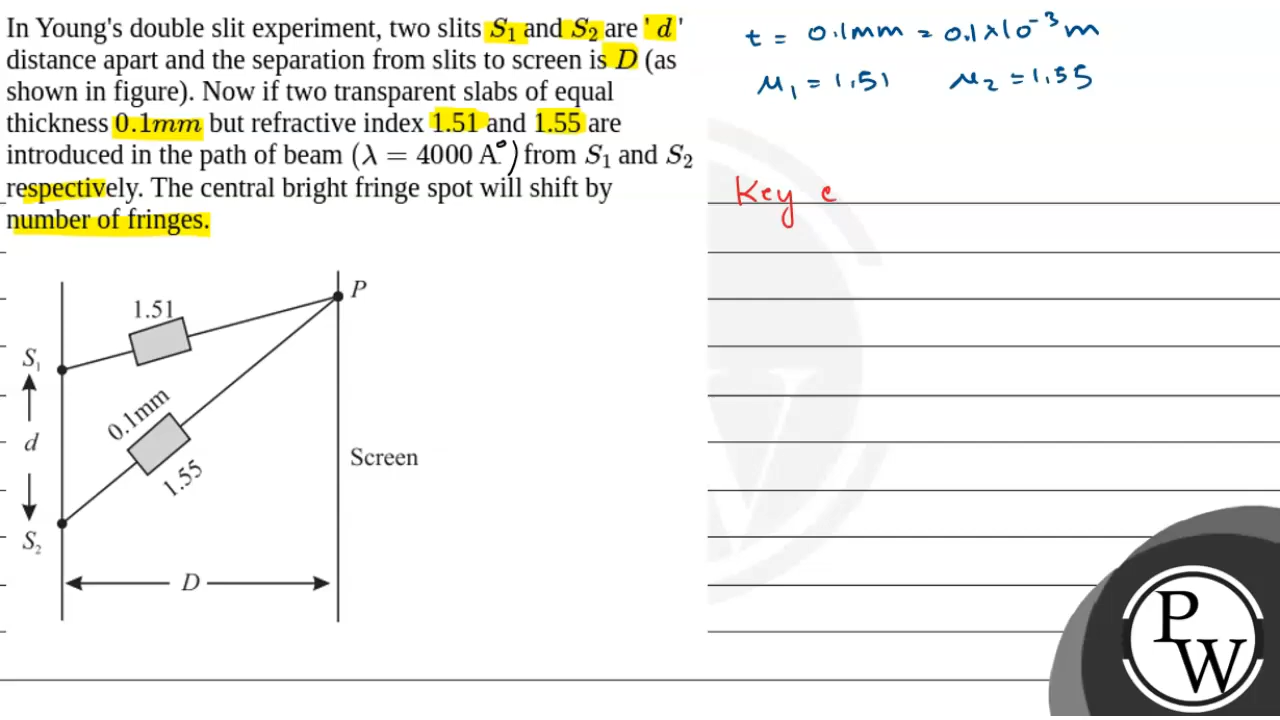 In Young's double slit experiment, two slits S₁ and S₂ are ' d '
distance apart and the separation from slits to screen is D (as
shown in figure). Now if two transparent slabs of equal
thickness 0.1mm but refractive index 1.51 and 1.55 are
introduced in the path of beam (λ = 4000 A°) from S₁ and S₂
respectively. The central bright fringe spot will shift by
number of fringes.
t = 0.1mm = 0.1×10⁻³m
μ₁ = 1.51 μ₂ = 1.55
Key c
P
1.51
S₁
0.1mm
d
Screen
1.55
S₂
D
P
W